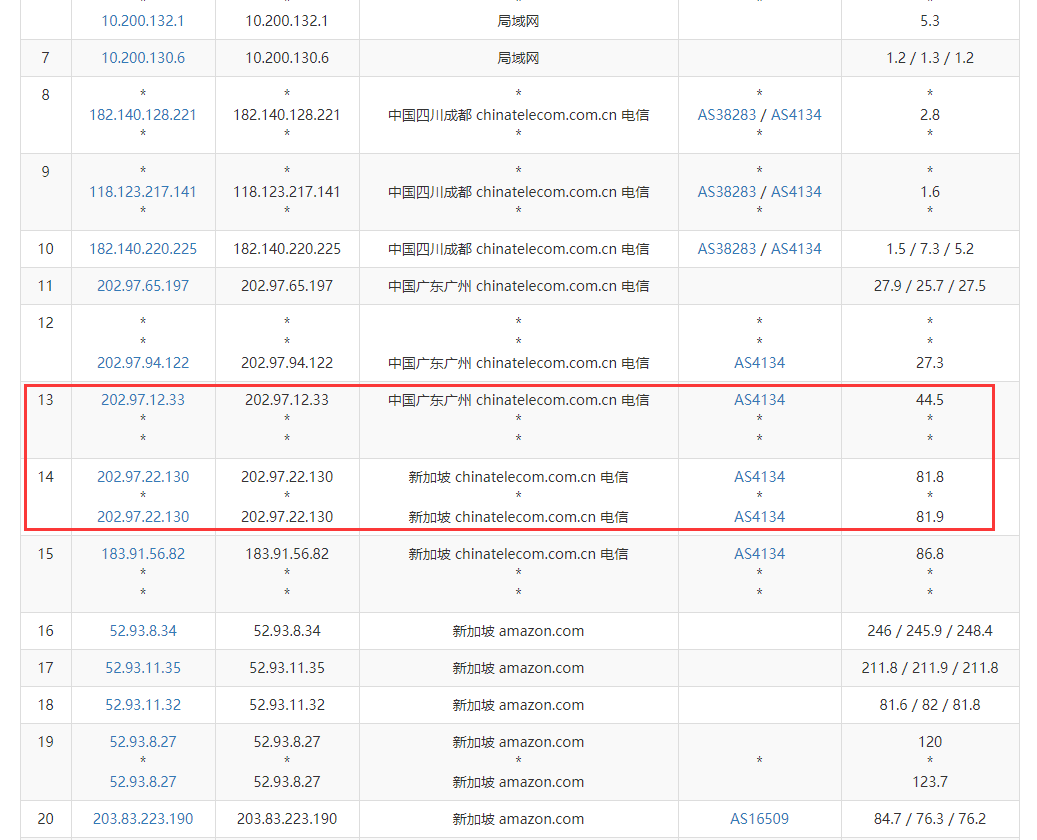 10.200.132.1 10.200.132.1 局域网 5.3
7 10.200.130.6 10.200.130.6 局域网 1.2 / 1.3 / 1.2
8 * * * * *
182.140.128.221 182.140.128.221 中国四川成都 chinatelecom.com.cn 电信 AS38283 / AS4134 2.8
* * * * *
9 * * * * *
118.123.217.141 118.123.217.141 中国四川成都 chinatelecom.com.cn 电信 AS38283 / AS4134 1.6
* * * * *
10 182.140.220.225 182.140.220.225 中国四川成都 chinatelecom.com.cn 电信 AS38283 / AS4134 1.5 / 7.3 / 5.2
11 202.97.65.197 202.97.65.197 中国广东广州 chinatelecom.com.cn 电信 27.9 / 25.7 / 27.5
12 * * * * *
* * * * *
202.97.94.122 202.97.94.122 中国广东广州 chinatelecom.com.cn 电信 AS4134 27.3
13 202.97.12.33 202.97.12.33 中国广东广州 chinatelecom.com.cn 电信 AS4134 44.5
* * * * *
* * * * *
14 202.97.22.130 202.97.22.130 新加坡 chinatelecom.com.cn 电信 AS4134 81.8
* * * * *
202.97.22.130 202.97.22.130 新加坡 chinatelecom.com.cn 电信 AS4134 81.9
15 183.91.56.82 183.91.56.82 新加坡 chinatelecom.com.cn 电信 AS4134 86.8
* * * * *
* * * * *
16 52.93.8.34 52.93.8.34 新加坡 amazon.com 246 / 245.9 / 248.4
17 52.93.11.35 52.93.11.35 新加坡 amazon.com 211.8 / 211.9 / 211.8
18 52.93.11.32 52.93.11.32 新加坡 amazon.com 81.6 / 82 / 81.8
19 52.93.8.27 52.93.8.27 新加坡 amazon.com 120
* * * * *
52.93.8.27 52.93.8.27 新加坡 amazon.com 123.7
20 203.83.223.190 203.83.223.190 新加坡 amazon.com AS16509 84.7 / 76.3 / 76.2